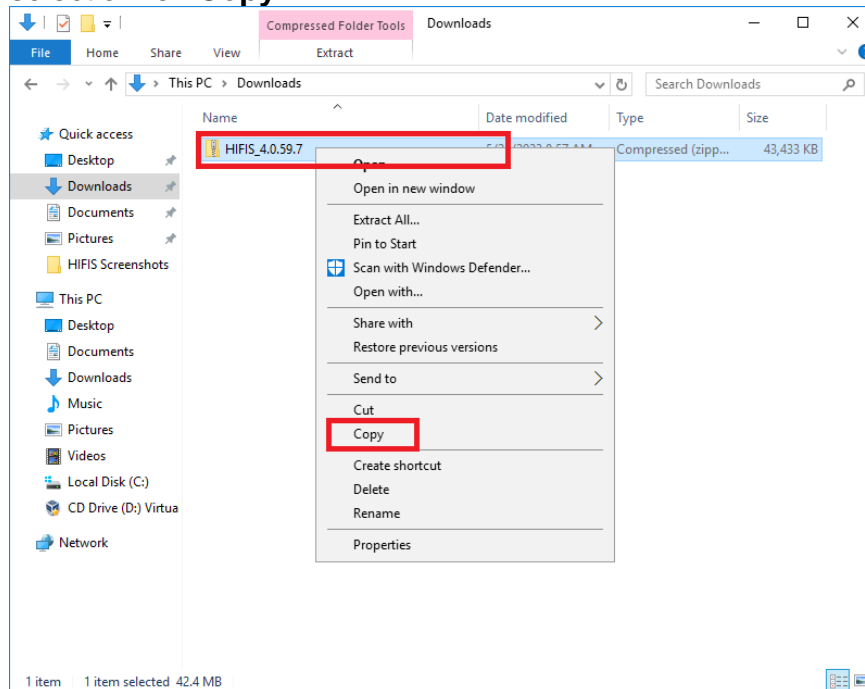 Compressed Folder Tools Downloads
File Home Share View Extract
This PC Downloads
Search Downloads
Name Date modified Type Size
Quick access
HIFIS_4.0.59.7 Compressed (zipp... 43,433 KB
Open
Desktop
Open in new window
Downloads
Documents
Extract All...
Pictures
Pin to Start
HIFIS Screenshots
Scan with Windows Defender...
Open with...
This PC
Share with
Desktop
Restore previous versions
Documents
Downloads
Send to
Music
Cut
Pictures
Copy
Videos
Create shortcut
Local Disk (C:)
Delete
CD Drive (D:) Virtua
Rename
Network
Properties
1 item 1 item selected 42.4 MB